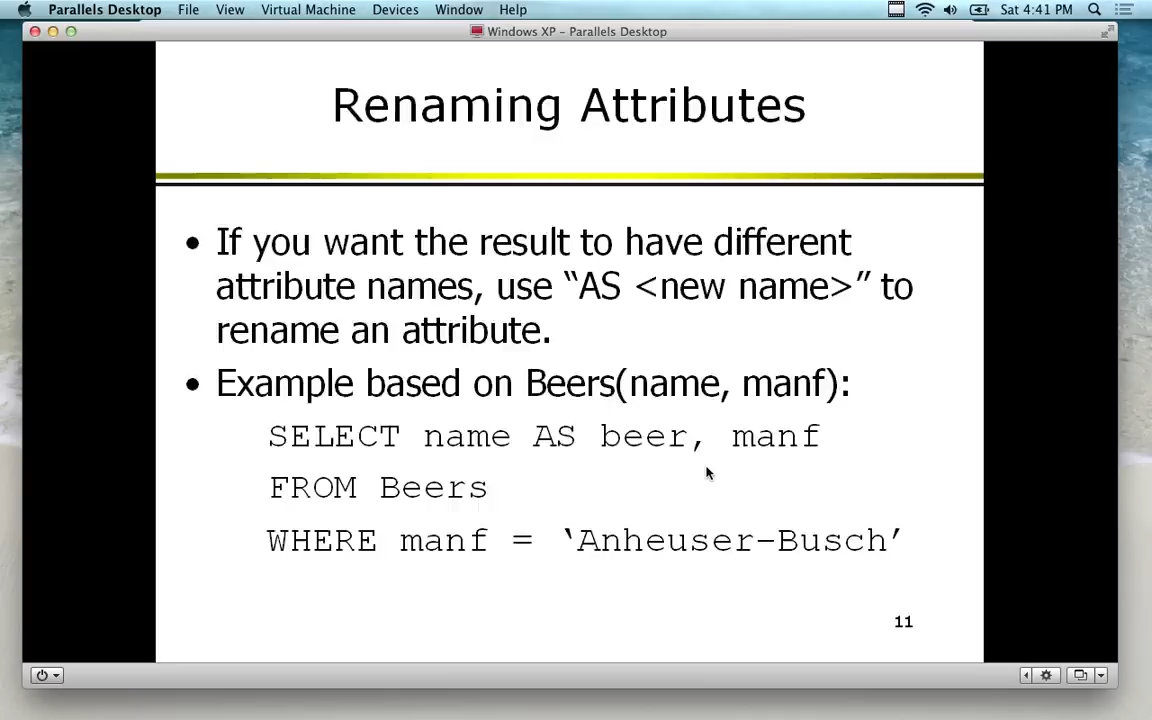 Parallels Desktop File View Virtual Machine Devices Window Help Sat 4:41 PM
Windows XP - Parallels Desktop
Renaming Attributes
• If you want the result to have different
attribute names, use “AS <new name>” to
rename an attribute.
• Example based on Beers(name, manf):
SELECT name AS beer, manf
FROM Beers
WHERE manf = ‘Anheuser-Busch’
11